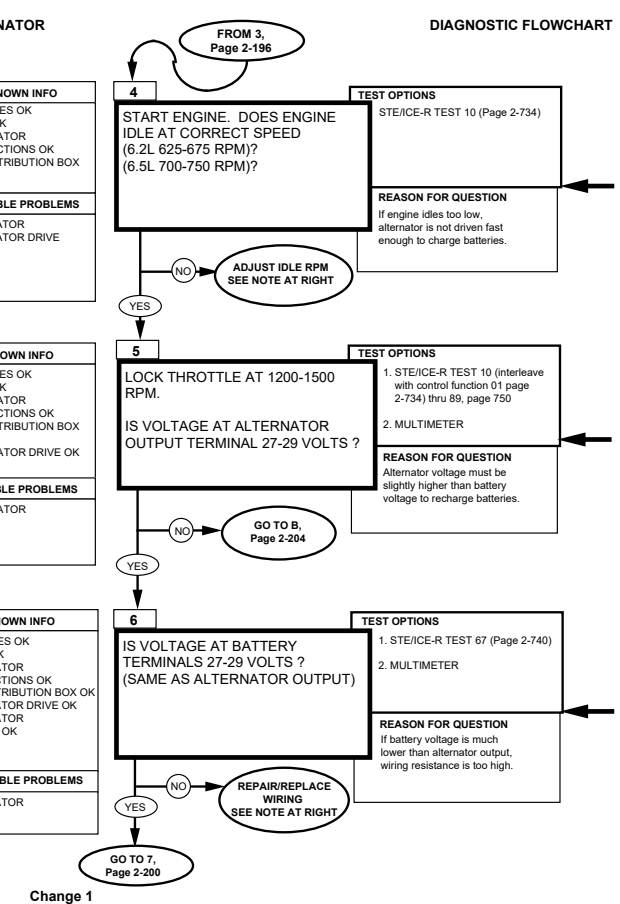 NATOR
DIAGNOSTIC FLOWCHART
FROM 3,
Page 2-196
NOWN INFO
ES OK
K
ATOR
CTIONS OK
TRIBUTION BOX
BLE PROBLEMS
ATOR
ATOR DRIVE
4
START ENGINE. DOES ENGINE
IDLE AT CORRECT SPEED
(6.2L 625-675 RPM)?
(6.5L 700-750 RPM)?
TEST OPTIONS
STE/ICE-R TEST 10 (Page 2-734)
REASON FOR QUESTION
If engine idles too low,
alternator is not driven fast
enough to charge batteries.
NO
ADJUST IDLE RPM
SEE NOTE AT RIGHT
YES
OWN INFO
ES OK
K
ATOR
CTIONS OK
TRIBUTION BOX
ATOR DRIVE OK
BLE PROBLEMS
ATOR
5
LOCK THROTTLE AT 1200-1500
RPM.
IS VOLTAGE AT ALTERNATOR
OUTPUT TERMINAL 27-29 VOLTS ?
TEST OPTIONS
1. STE/ICE-R TEST 10 (interleave
with control function 01 page
2-734) thru 89, page 750
2. MULTIMETER
REASON FOR QUESTION
Alternator voltage must be
slightly higher than battery
voltage to recharge batteries.
NO
GO TO B,
Page 2-204
YES
OWN INFO
ES OK
K
ATOR
CTIONS OK
TRIBUTION BOX OK
ATOR DRIVE OK
ATOR
OK
BLE PROBLEMS
ATOR
6
IS VOLTAGE AT BATTERY
TERMINALS 27-29 VOLTS ?
(SAME AS ALTERNATOR OUTPUT)
TEST OPTIONS
1. STE/ICE-R TEST 67 (Page 2-740)
2. MULTIMETER
REASON FOR QUESTION
If battery voltage is much
lower than alternator output,
wiring resistance is too high.
NO
REPAIR/REPLACE
WIRING
SEE NOTE AT RIGHT
YES
GO TO 7,
Page 2-200
Change 1